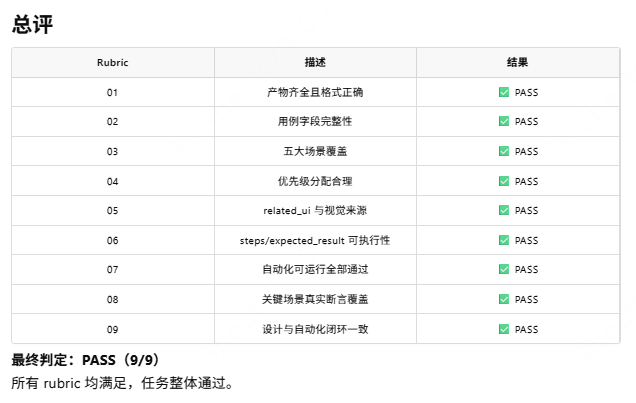 总评
Rubric 描述 结果
01 产物齐全且格式正确 ✅ PASS
02 用例字段完整性 ✅ PASS
03 五大场景覆盖 ✅ PASS
04 优先级分配合理 ✅ PASS
05 related_ui 与视觉来源 ✅ PASS
06 steps/expected_result 可执行性 ✅ PASS
07 自动化可运行全部通过 ✅ PASS
08 关键场景真实断言覆盖 ✅ PASS
09 设计与自动化闭环一致 ✅ PASS
最终判定：PASS（9/9）
所有 rubric 均满足，任务整体通过。